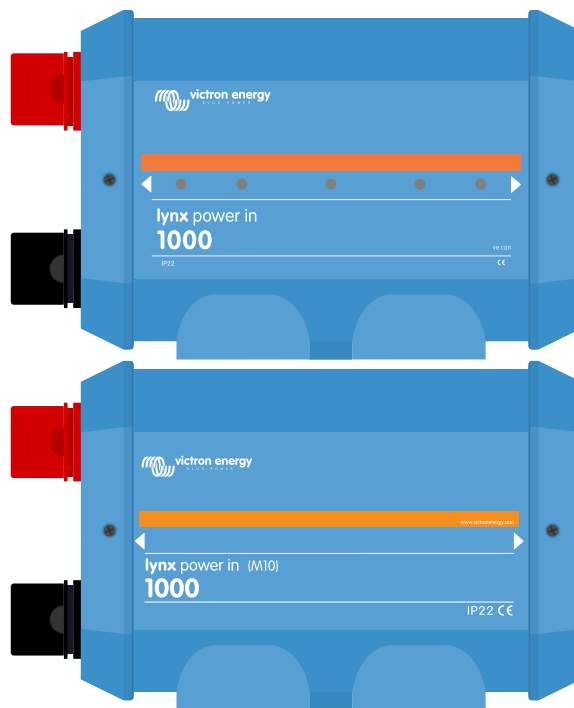 victron energy
BLUE POWER
lynx power in
1000
ve.can
IP22 CE
victron energy
BLUE POWER
www.victronenergy.com
lynx power in (M10)
1000
IP22 CE